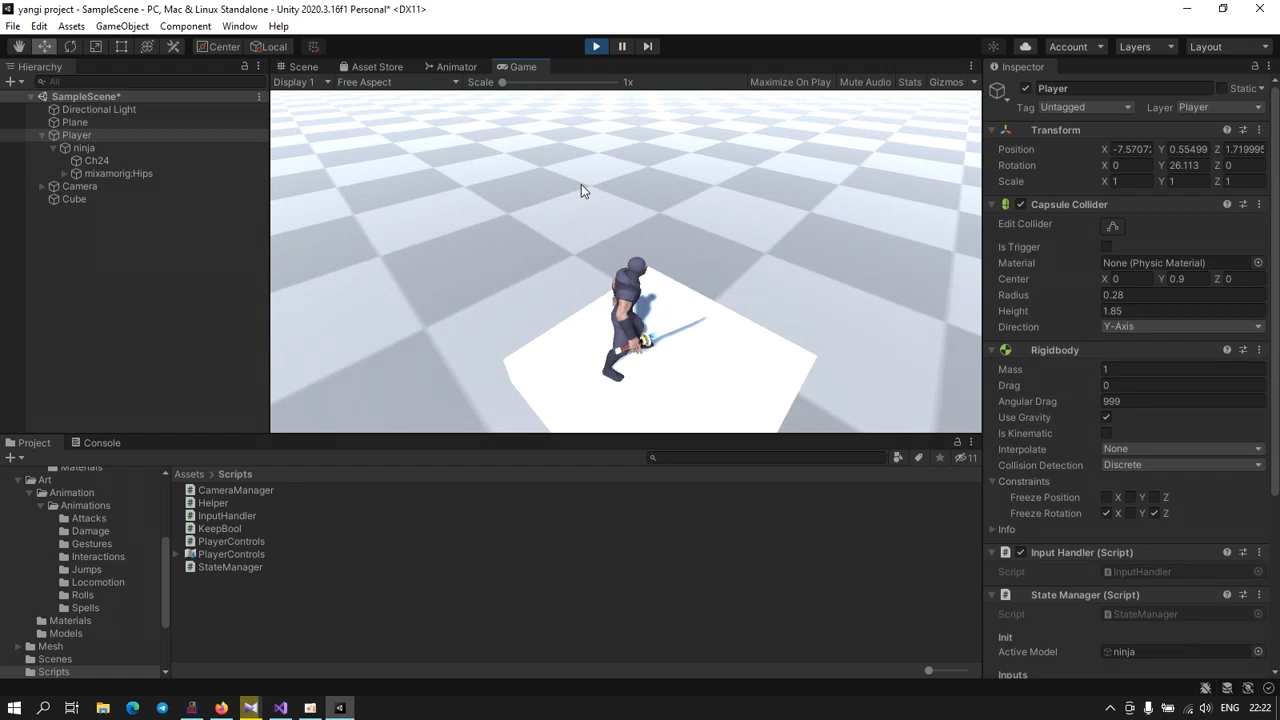 yangi project - SampleScene - PC, Mac & Linux Standalone - Unity 2020.3.16f1 Personal* <DX11>
File Edit Assets GameObject Component Window Help
Center Local Account Layers Layout
Hierarchy Scene Asset Store Animator Game Inspector
All Display 1 Free Aspect Scale 1x Maximize On Play Mute Audio Stats Gizmos
SampleScene*
Directional Light
Plane
Player
ninja
Ch24
mixamorig:Hips
Camera
Cube
Player Static
Tag Untagged Layer Player
Transform
Position X -7.5707 Y 0.55499 Z 1.719995
Rotation X 0 Y 26.113 Z 0
Scale X 1 Y 1 Z 1
Capsule Collider
Edit Collider
Is Trigger
Material None (Physic Material)
Center X 0 Y 0.9 Z 0
Radius 0.28
Height 1.85
Direction Y-Axis
Rigidbody
Mass 1
Drag 0
Angular Drag 999
Use Gravity
Is Kinematic
Interpolate None
Collision Detection Discrete
Constraints
Freeze Position X Y Z
Freeze Rotation X Y Z
Info
Input Handler (Script)
Script InputHandler
State Manager (Script)
Script StateManager
Init
Active Model ninja
Inputs
Project Console
11
Materials
Art
Animation
Animations
Attacks
Damage
Gestures
Interactions
Jumps
Locomotion
Rolls
Spells
Materials
Models
Mesh
Scenes
Scripts
Assets > Scripts
CameraManager
Helper
InputHandler
KeepBool
PlayerControls
PlayerControls
StateManager
ENG 22:22